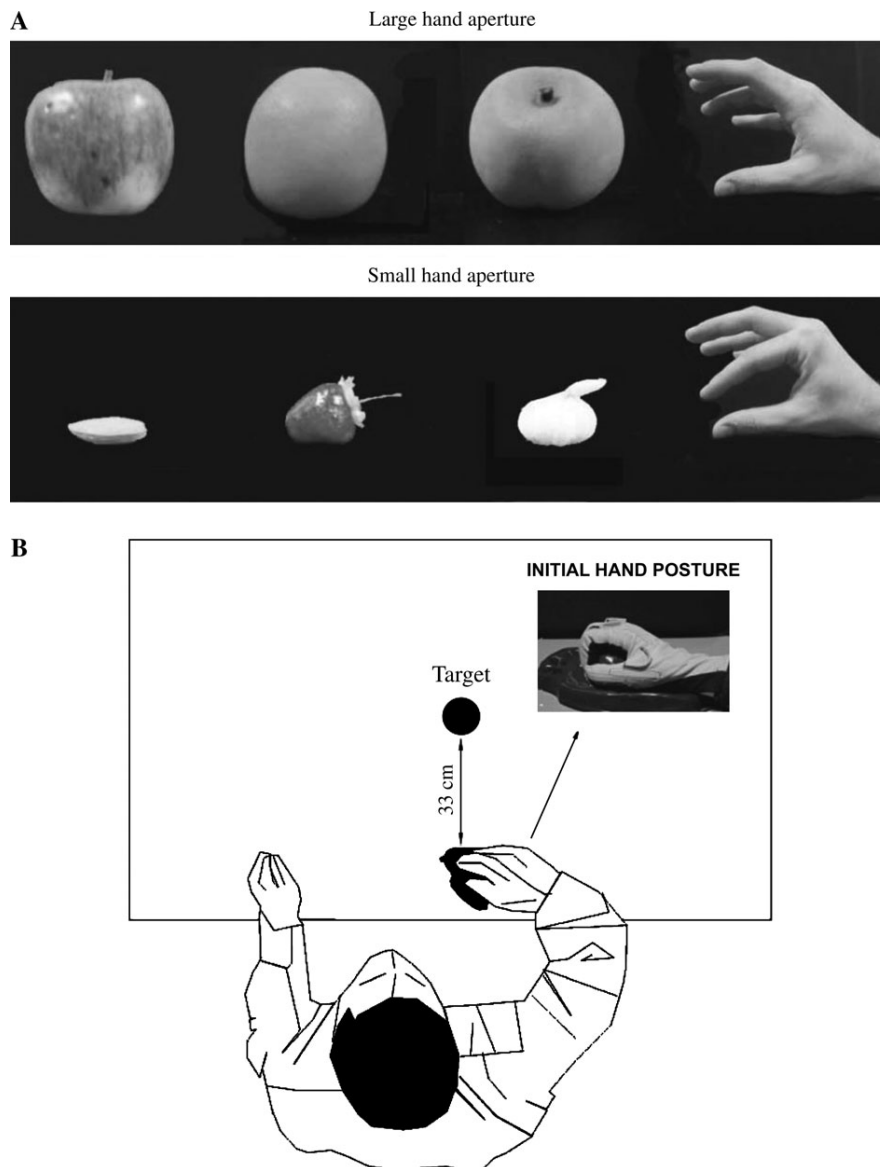 A
Large hand aperture
Small hand aperture
B
INITIAL HAND POSTURE
Target
33 cm